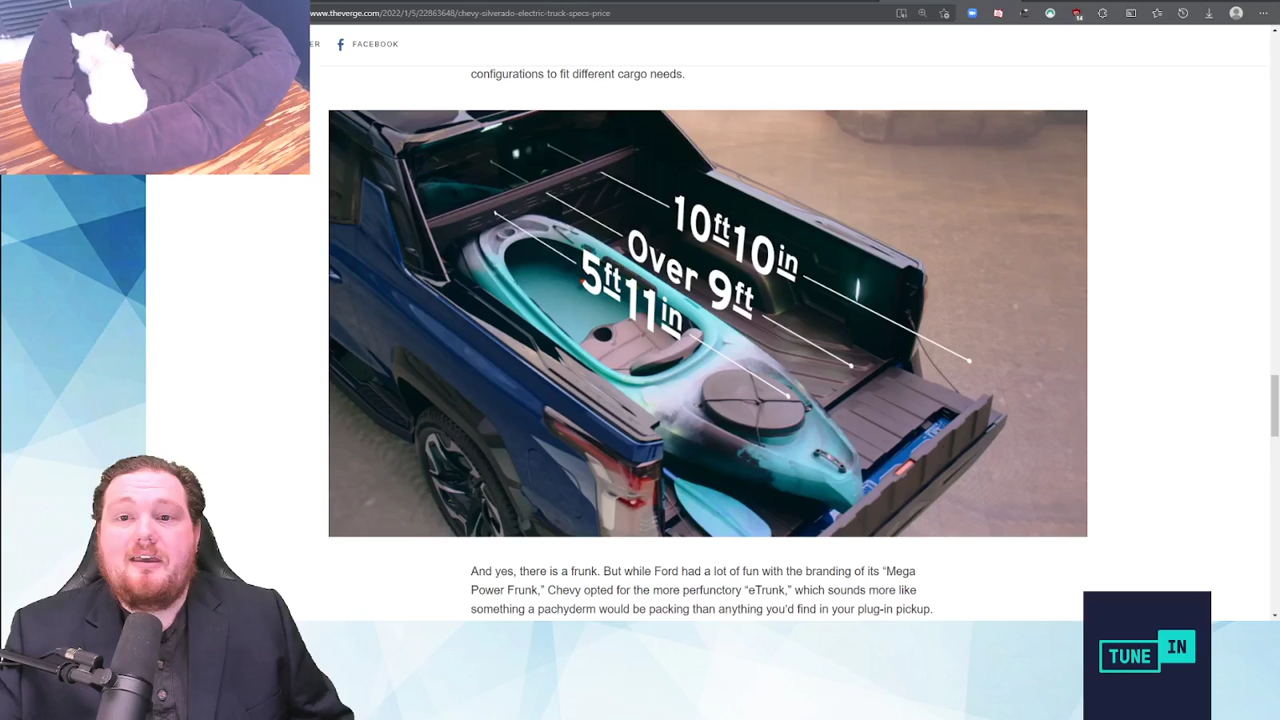 www.theverge.com/2022/1/5/22863648/chevy-silverado-electric-truck-specs-price
14
ER
FACEBOOK
configurations to fit different cargo needs.
10ft10in
Over 9ft
5ft11in
And yes, there is a frunk. But while Ford had a lot of fun with the branding of its “Mega
Power Frunk,” Chevy opted for the more perfunctory “eTrunk,” which sounds more like
something a pachyderm would be packing than anything you’d find in your plug-in pickup.
TUNE IN